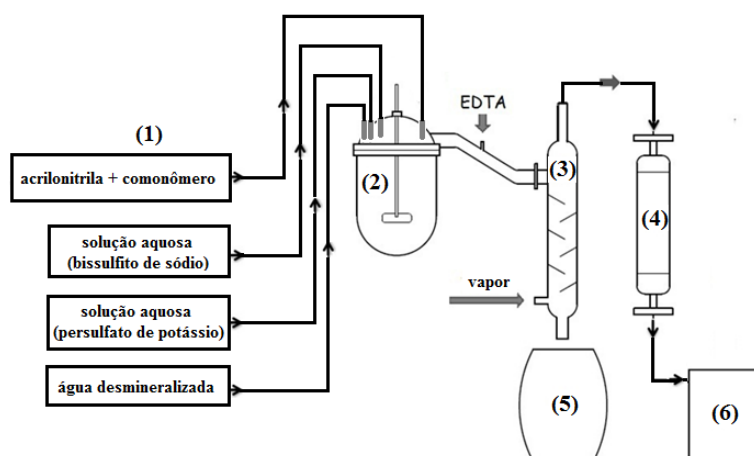 (1)
acrilonitrila + comonômero
solução aquosa
(bissulfito de sódio)
solução aquosa
(persulfato de potássio)
água desmineralizada
(2)
EDTA
(3)
vapor
(4)
(5)
(6)